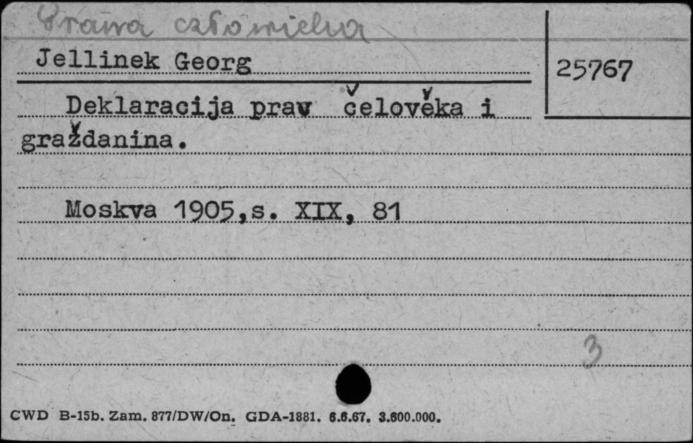 Prawa człowieka
Jellinek Georg
25767
Deklaracija prav čelověka i
graždanina.
Moskva 1905,s. XIX, 81
3
CWD B-15b. Zam. 877/DW/On. GDA-1881. 6.6.67. 3.600.000.